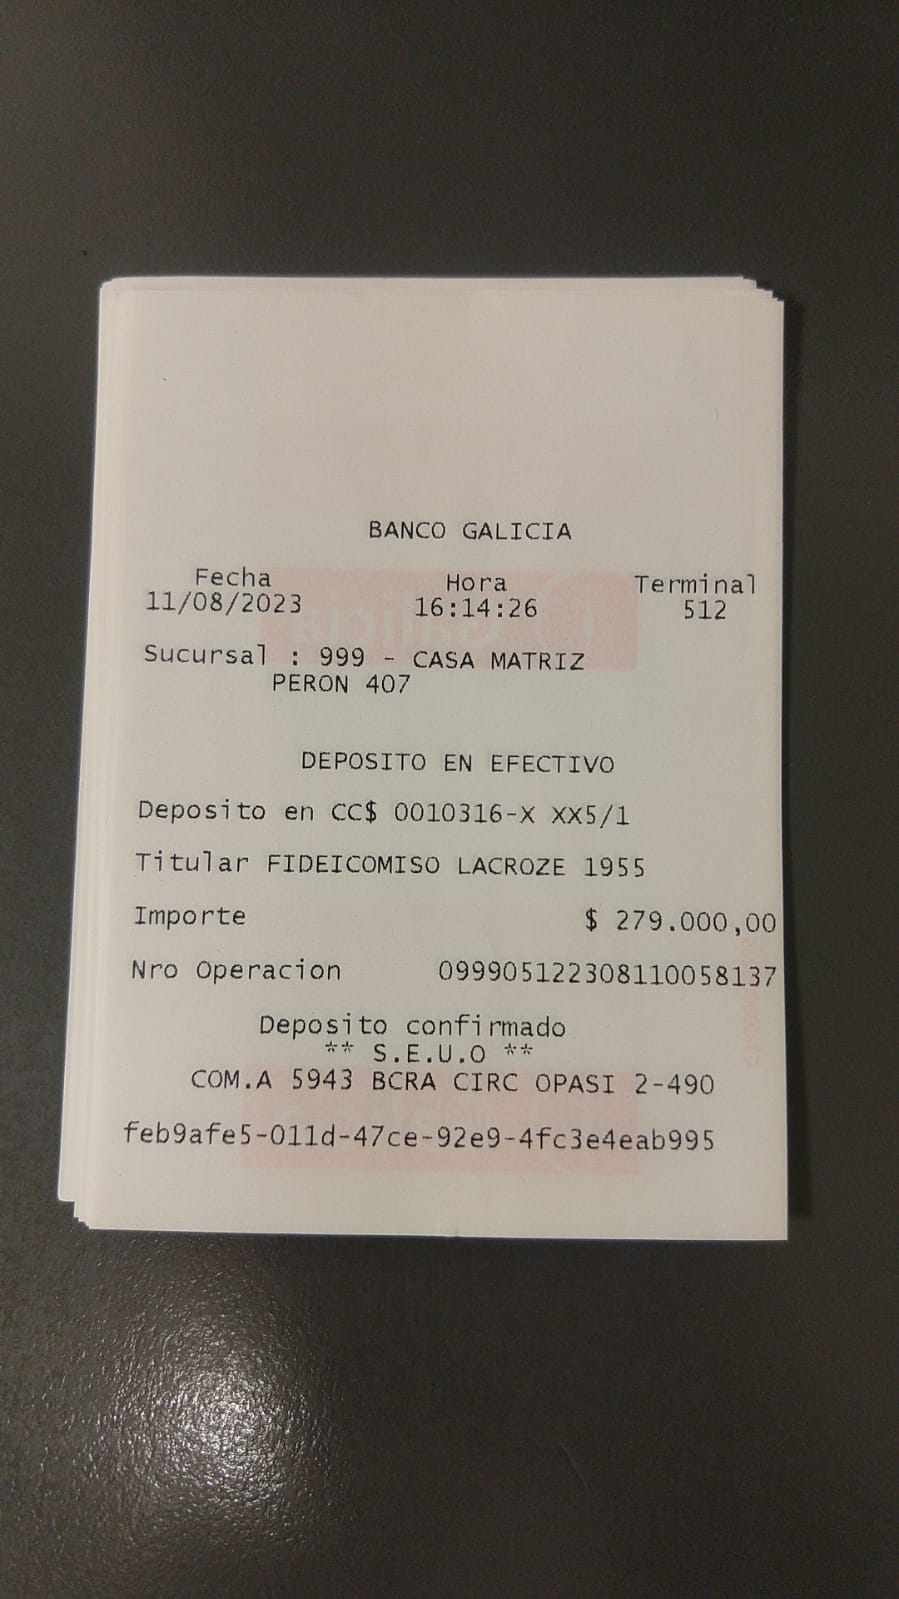 BANCO GALICIA
Fecha Hora Terminal
11/08/2023 16:14:26 512
Sucursal : 999 - CASA MATRIZ
PERON 407
DEPOSITO EN EFECTIVO
Deposito en CC$ 0010316-X XX5/1
Titular FIDEICOMISO LACROZE 1955
Importe $ 279.000,00
Nro Operacion 099905122308110058137
Deposito confirmado
** S.E.U.O **
COM.A 5943 BCRA CIRC OPASI 2-490
feb9afe5-011d-47ce-92e9-4fc3e4eab995